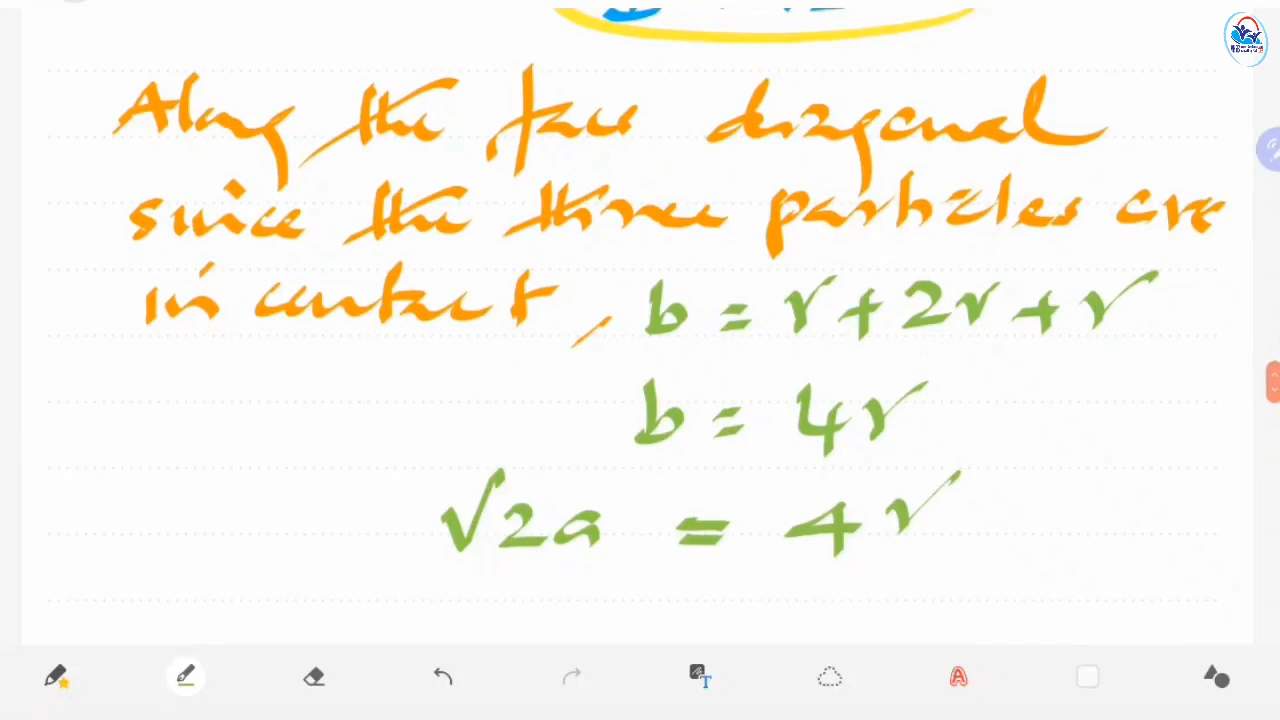 Along the face diagonal
since the three particles are
in contact, b = r + 2r + r
b = 4r
√2a = 4r